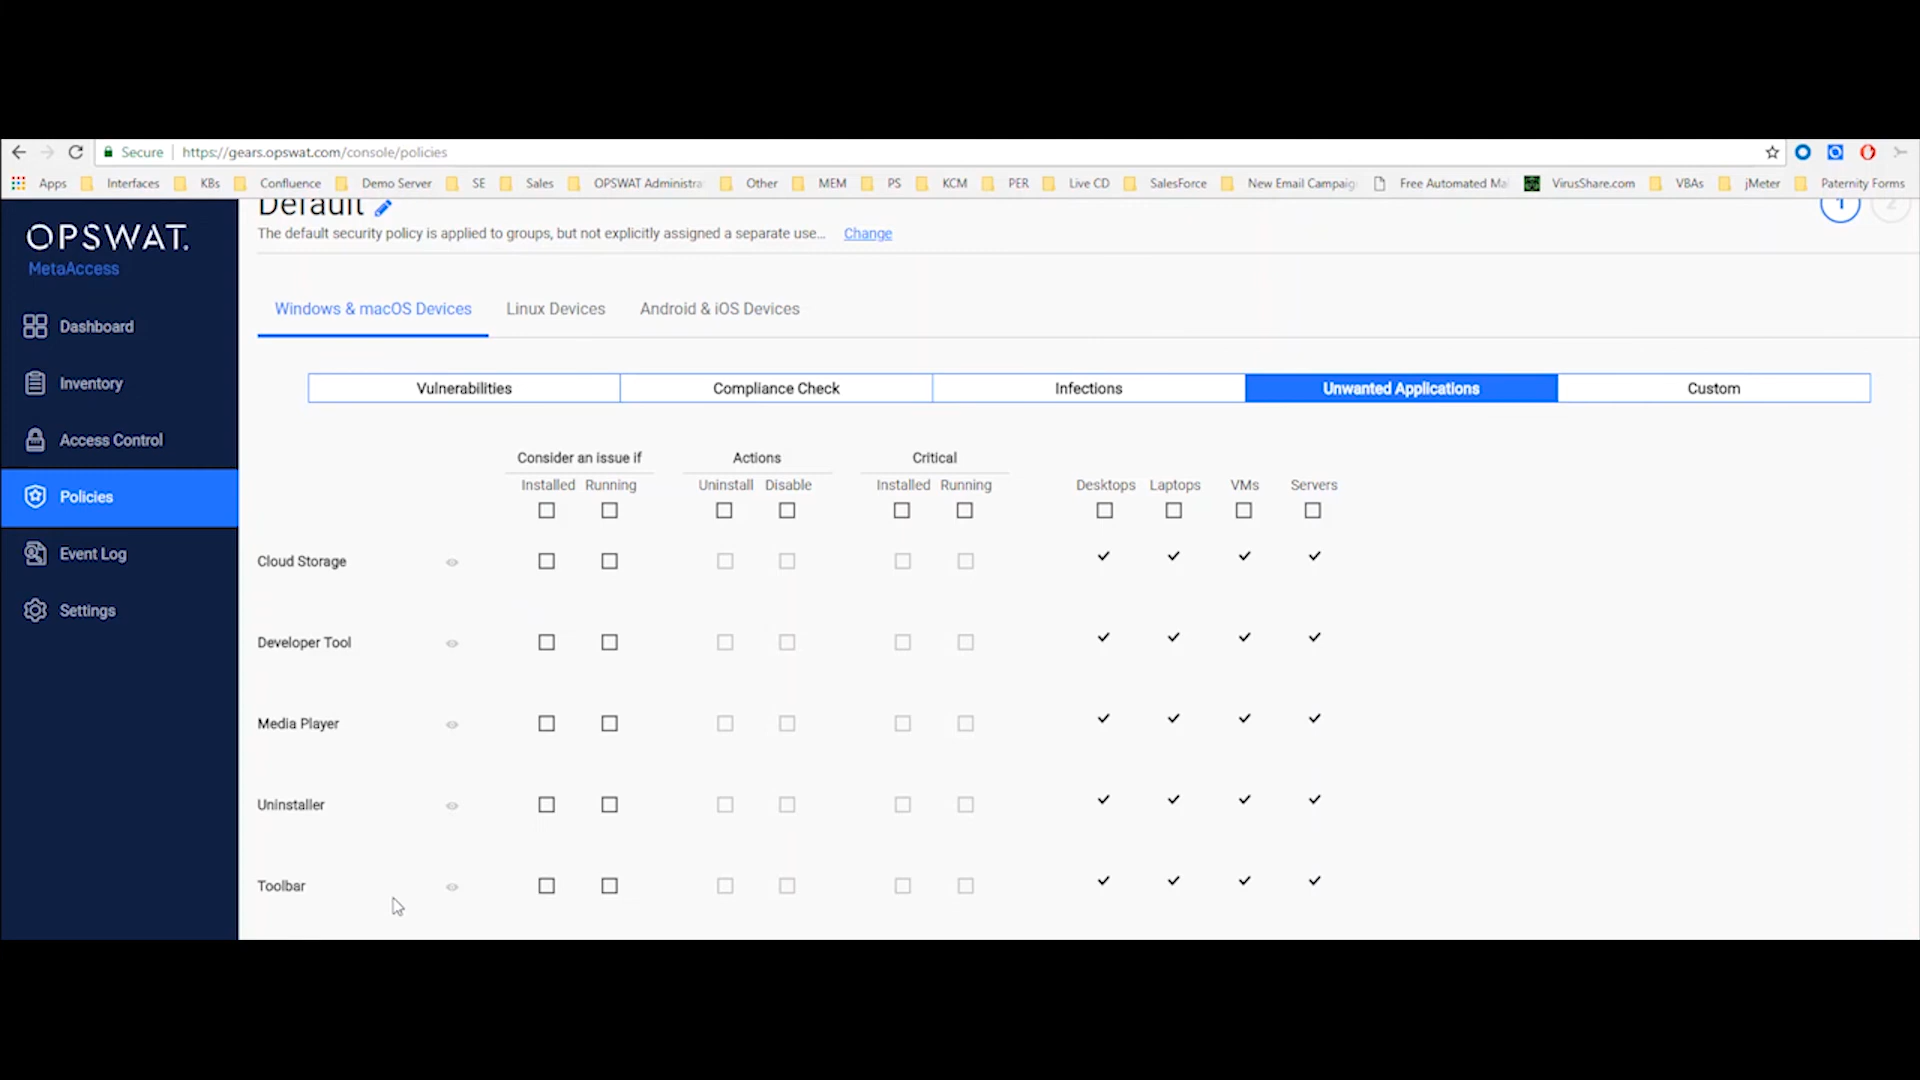 Secure https://gears.opswat.com/console/policies
Apps Interfaces KBs Confluence Demo Server SE Sales OPSWAT Administra Other MEM PS KCM PER Live CD SalesForce New Email Campaig Free Automated Ma VirusShare.com VBAs jMeter Paternity Forms
OPSWAT.
MetaAccess
Dashboard
Inventory
Access Control
Policies
Event Log
Settings
Default
1 2
The default security policy is applied to groups, but not explicitly assigned a separate use... Change
Windows & macOS Devices Linux Devices Android & iOS Devices
Vulnerabilities Compliance Check Infections Unwanted Applications Custom
Consider an issue if Actions Critical
Installed Running Uninstall Disable Installed Running Desktops Laptops VMs Servers
Cloud Storage
Developer Tool
Media Player
Uninstaller
Toolbar